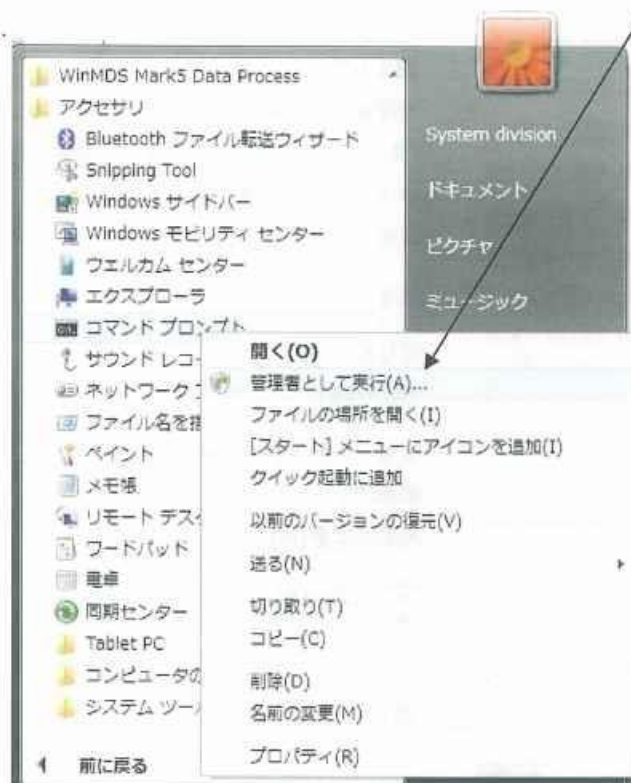 WinMDS Mark5 Data Process
アクセサリ
Bluetooth ファイル転送ウィザード
Snipping Tool
Windows サイドバー
Windows モビリティ センター
ウェルカム センター
エクスプローラ
コマンド プロンプト
サウンド レコー
ネットワーク
ファイル名を指
ペイント
メモ帳
リモート デスク
ワードパッド
電卓
同期センター
Tablet PC
コンピュータの
システム ツー
前に戻る
System division
ドキュメント
ピクチャ
ミュージック
開く(O)
管理者として実行(A)...
ファイルの場所を開く(I)
[スタート] メニューにアイコンを追加(I)
クイック起動に追加
以前のバージョンの復元(V)
送る(N)
切り取り(T)
コピー(C)
削除(D)
名前の変更(M)
プロパティ(R)